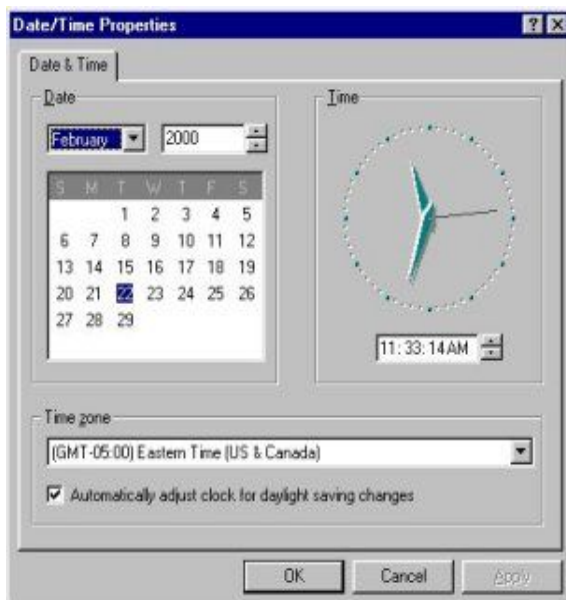 Date/Time Properties
Date & Time
Date
February
2000
S M T W T F S
1 2 3 4 5
6 7 8 9 10 11 12
13 14 15 16 17 18 19
20 21 22 23 24 25 26
27 28 29
Time
11:33:14 AM
Time zone
(GMT-05:00) Eastern Time (US & Canada)
Automatically adjust clock for daylight saving changes
OK Cancel Apply